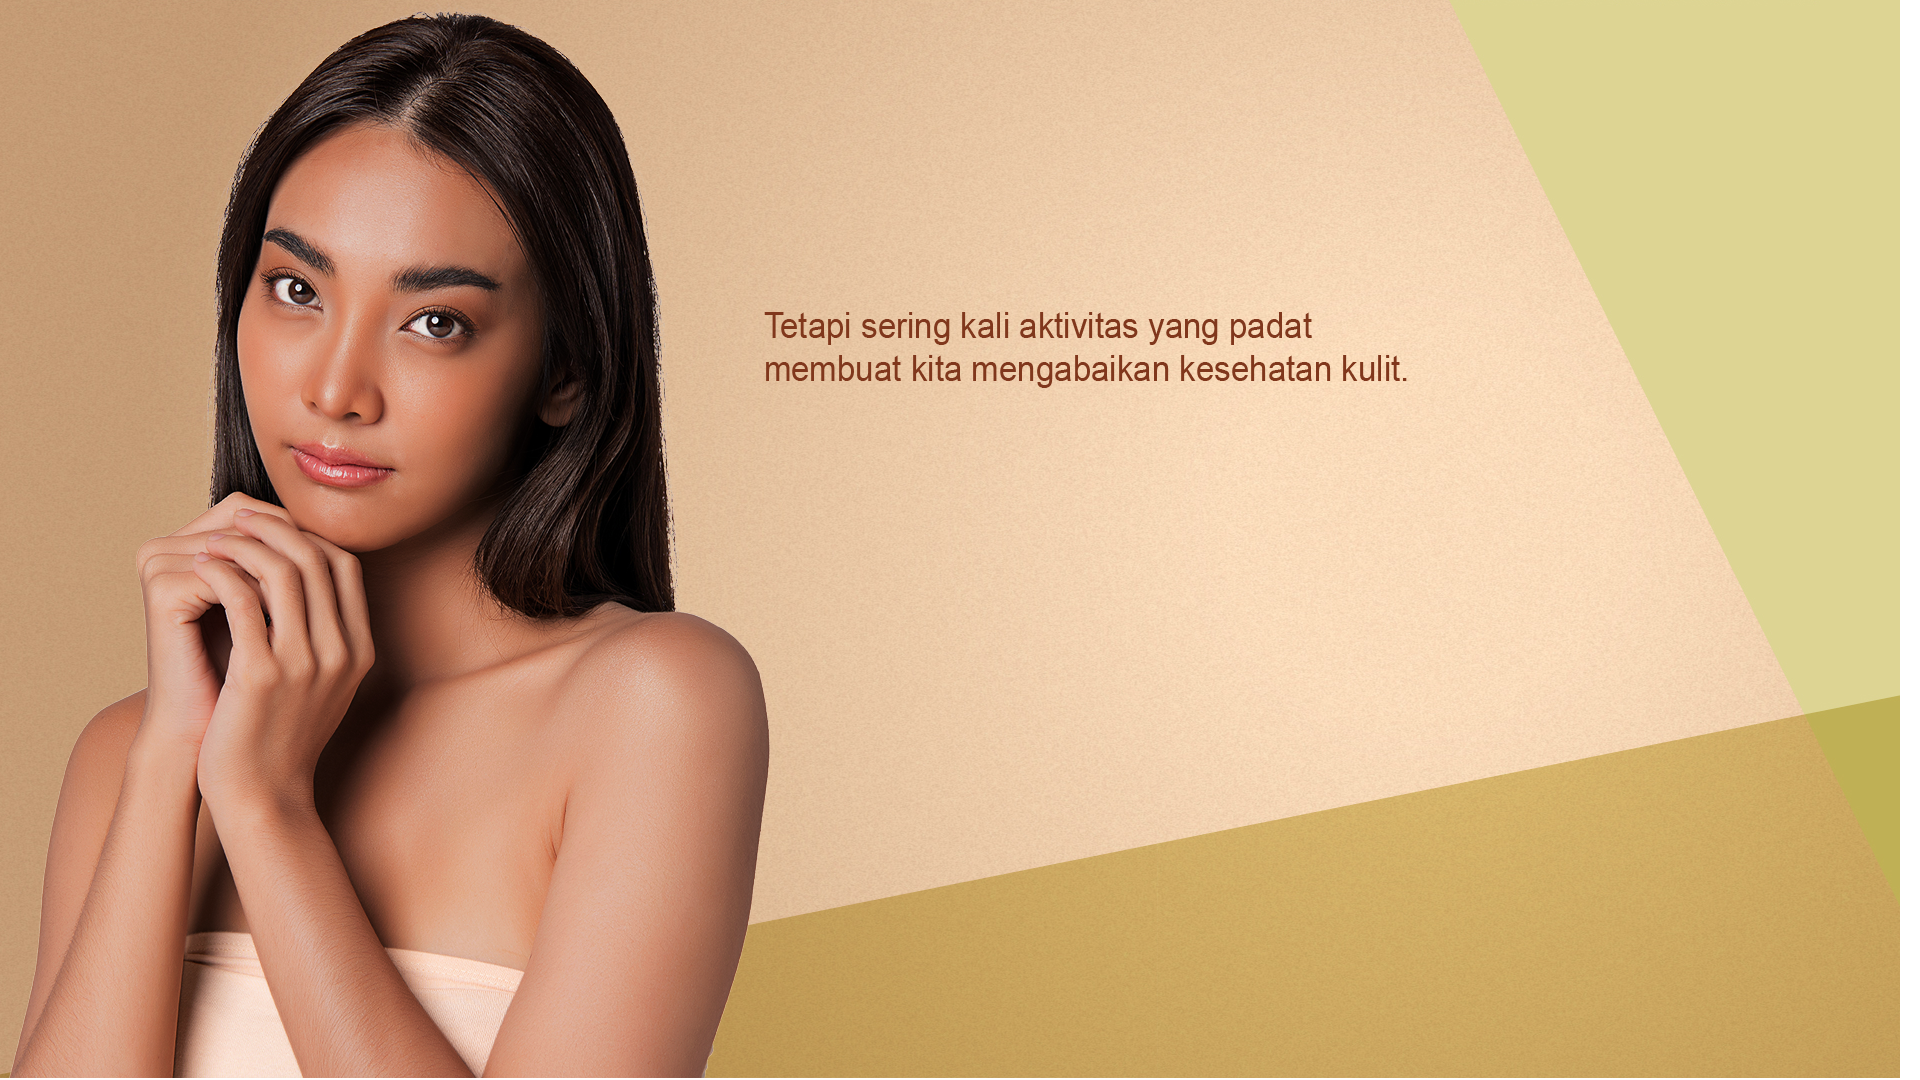 Tetapi sering kali aktivitas yang padat
membuat kita mengabaikan kesehatan kulit.